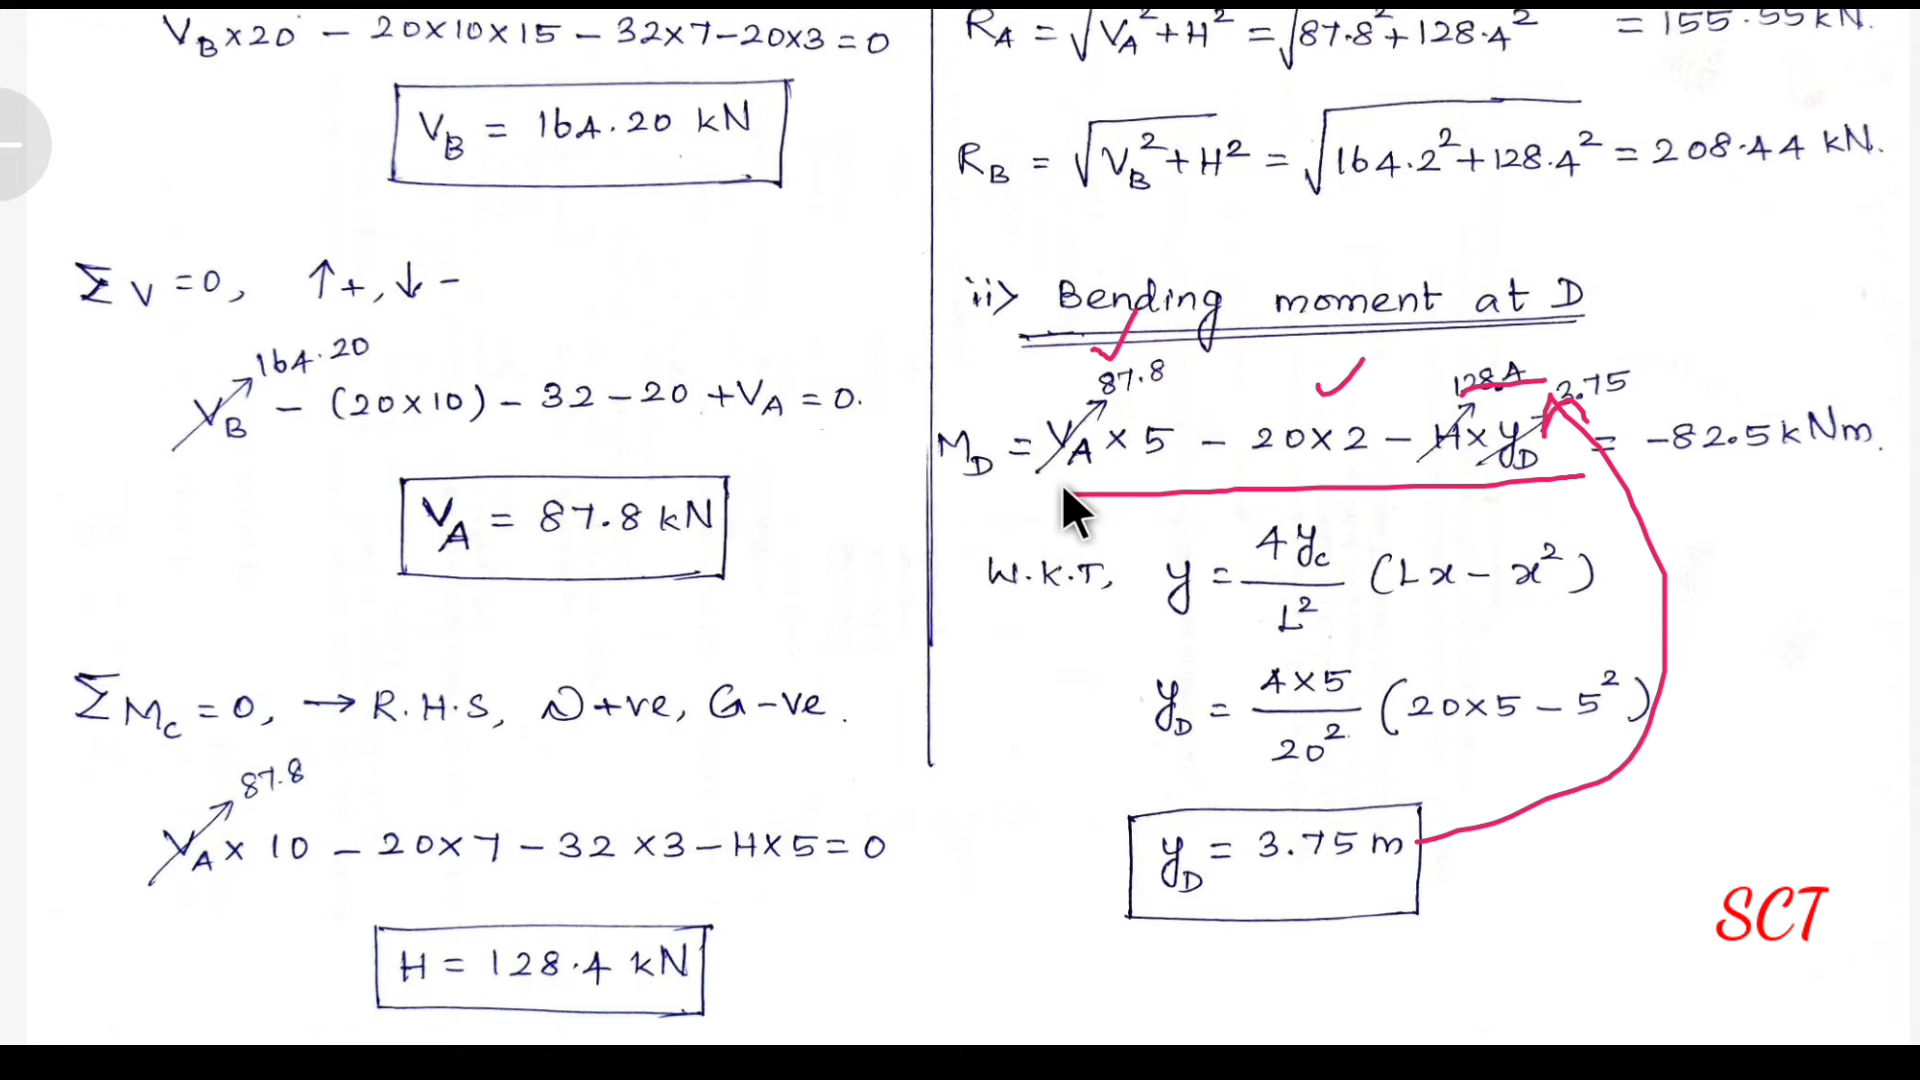 V_B × 20 − 20×10×15 − 32×7 − 20×3 = 0
V_B = 164.20 kN
ΣV = 0, ↑+, ↓−
164.20
V_B − (20×10) − 32 − 20 + V_A = 0.
V_A = 87.8 kN
ΣM_C = 0, → R.H.S, ↻+ve, ↺−ve.
87.8
V_A × 10 − 20×7 − 32×3 − H×5 = 0
H = 128.4 kN
R_A = √V_A² + H² = √87.8² + 128.4² = 155.55 kN.
R_B = √V_B² + H² = √164.2² + 128.4² = 208.44 kN.
ii> Bending moment at D
87.8 128.4 3.75
M_D = V_A × 5 − 20×2 − H × y_D = −82.5 kNm.
W.K.T, y = 4y_c / L² (Lx − x²)
y_D = 4×5 / 20² (20×5 − 5²)
y_D = 3.75 m
SCT